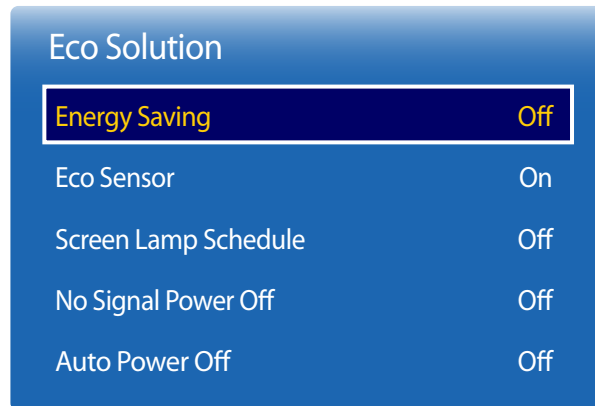 Eco Solution
Energy Saving Off
Eco Sensor On
Screen Lamp Schedule Off
No Signal Power Off Off
Auto Power Off Off